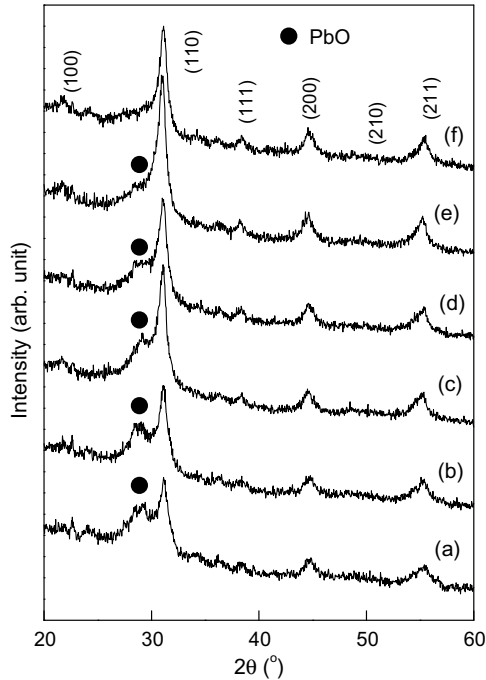 ● PbO
(100)
(110)
(111)
(200)
(210)
(211)
(f)
(e)
(d)
(c)
(b)
(a)
Intensity (arb. unit)
20 30 40 50 60
2θ (°)